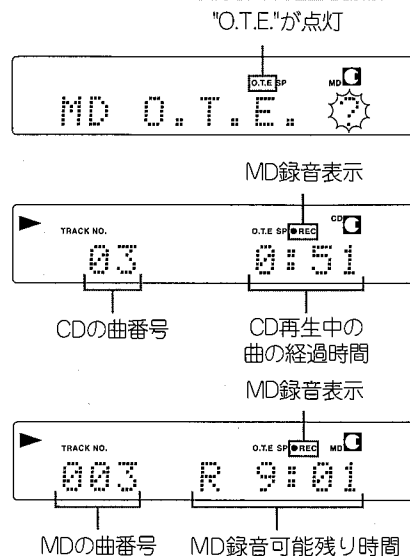 "O.T.E."が点灯
O.T.E SP MD
MD O.T.E. ?
MD録音表示
TRACK NO. O.T.E SP ●REC CD
03 0:51
CDの曲番号
CD再生中の
曲の経過時間
MD録音表示
TRACK NO. O.T.E SP ●REC MD
003 R 9:01
MDの曲番号 MD録音可能残り時間